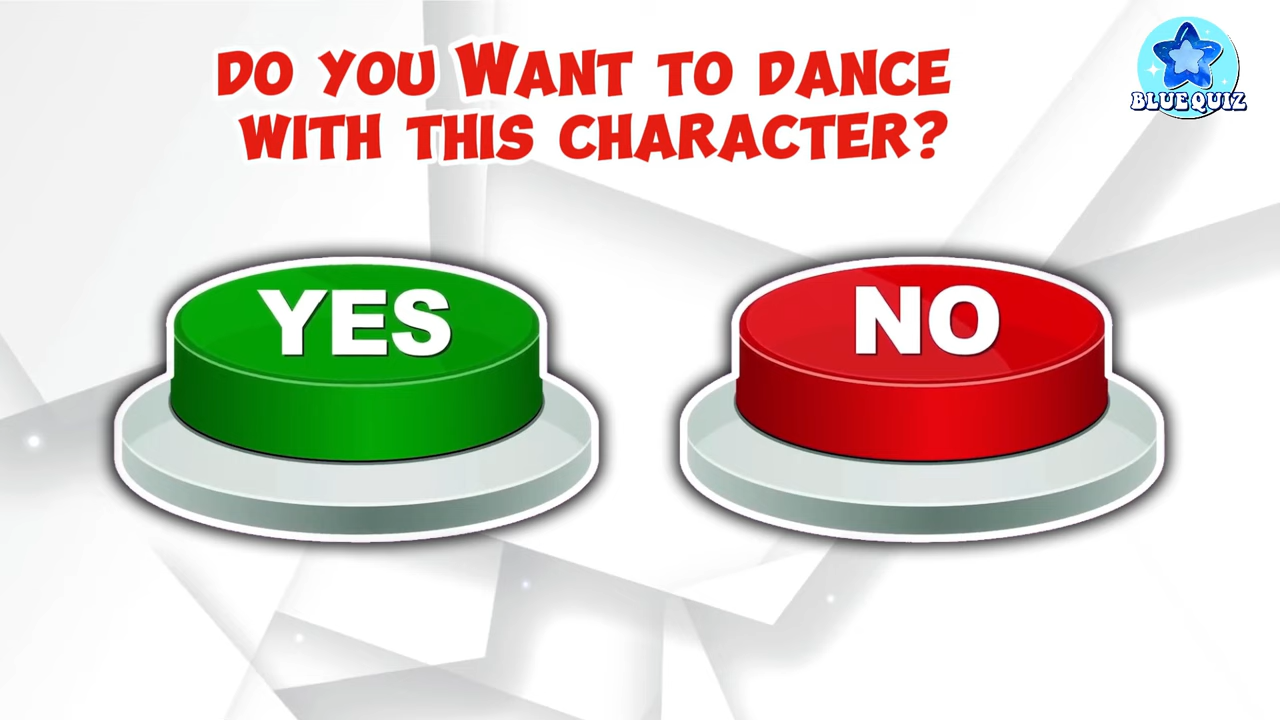 DO YOU WANT TO DANCE
WITH THIS CHARACTER?
BLUE QUIZ
YES
NO